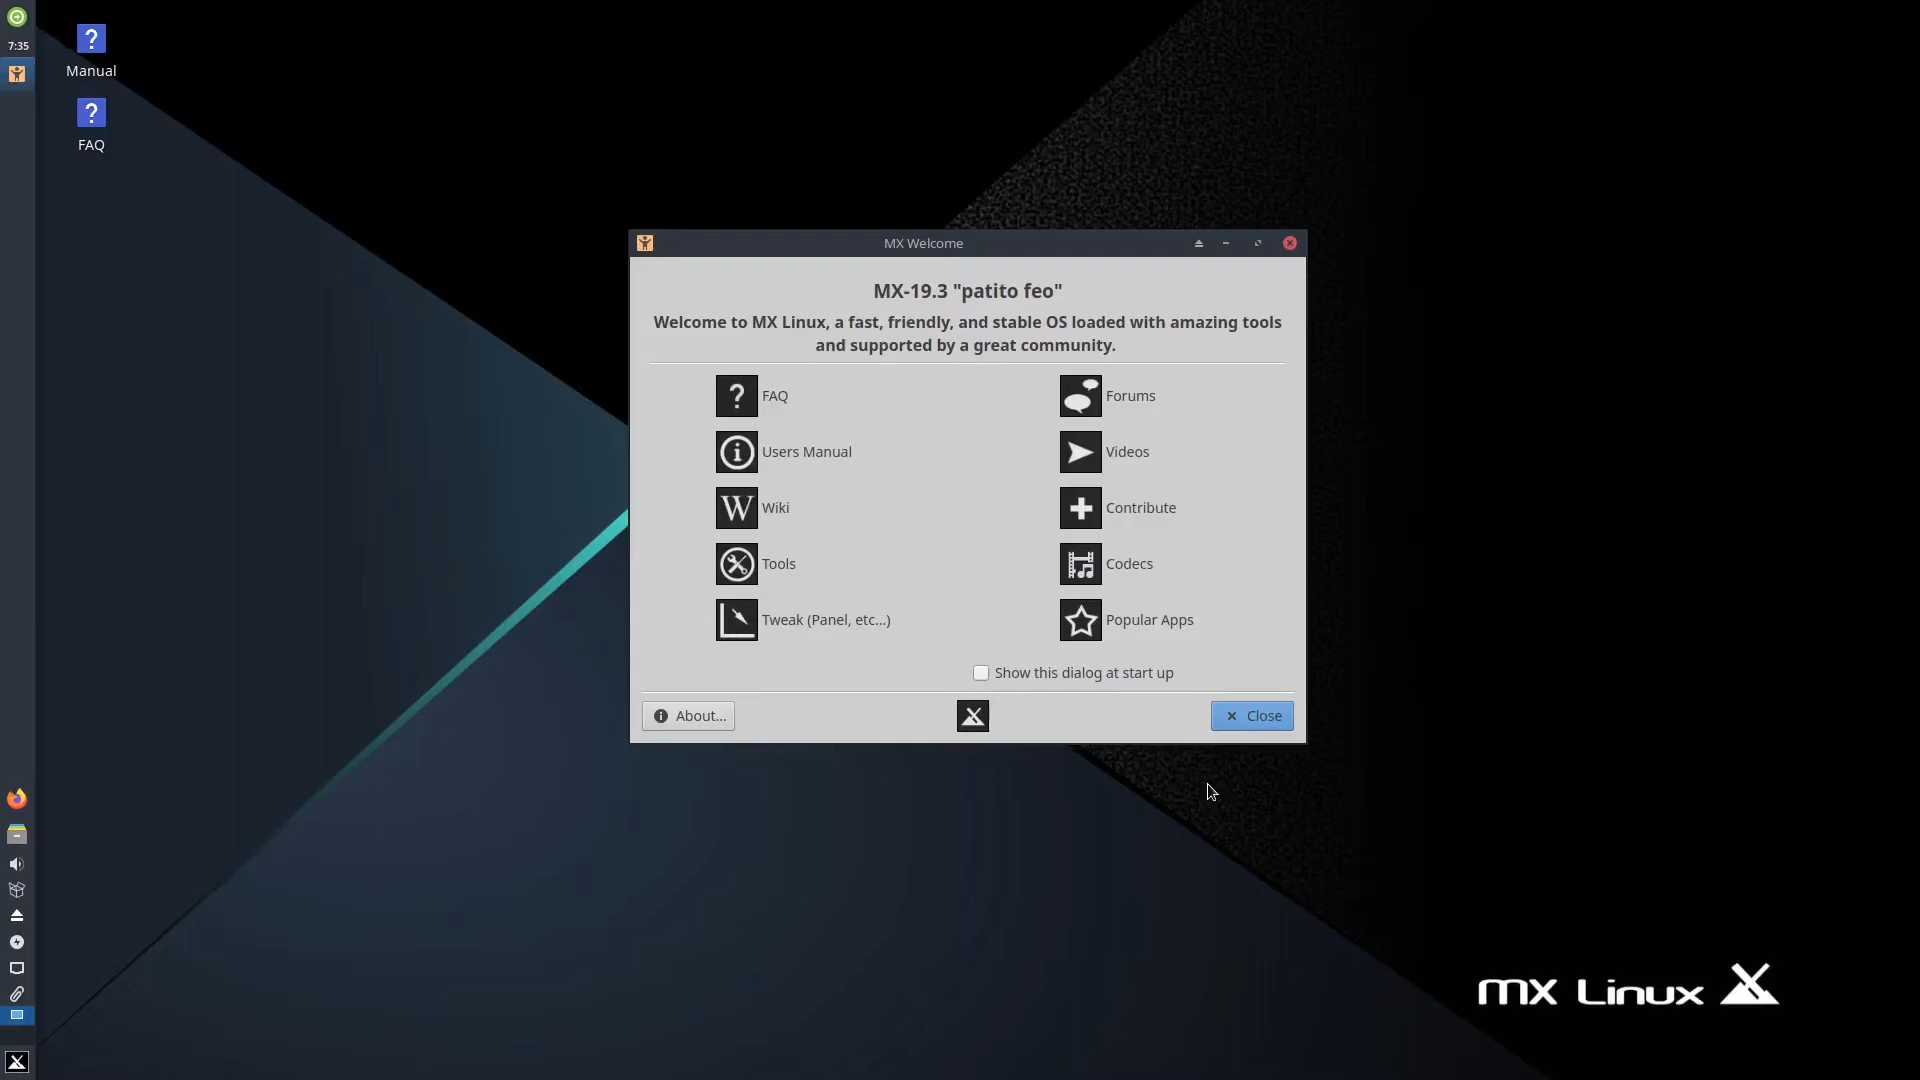 7:35
Manual
FAQ
MX Welcome
MX-19.3 "patito feo"
Welcome to MX Linux, a fast, friendly, and stable OS loaded with amazing tools
and supported by a great community.
FAQ
Forums
Users Manual
Videos
Wiki
Contribute
Tools
Codecs
Tweak (Panel, etc...)
Popular Apps
Show this dialog at start up
About...
Close
MX Linux